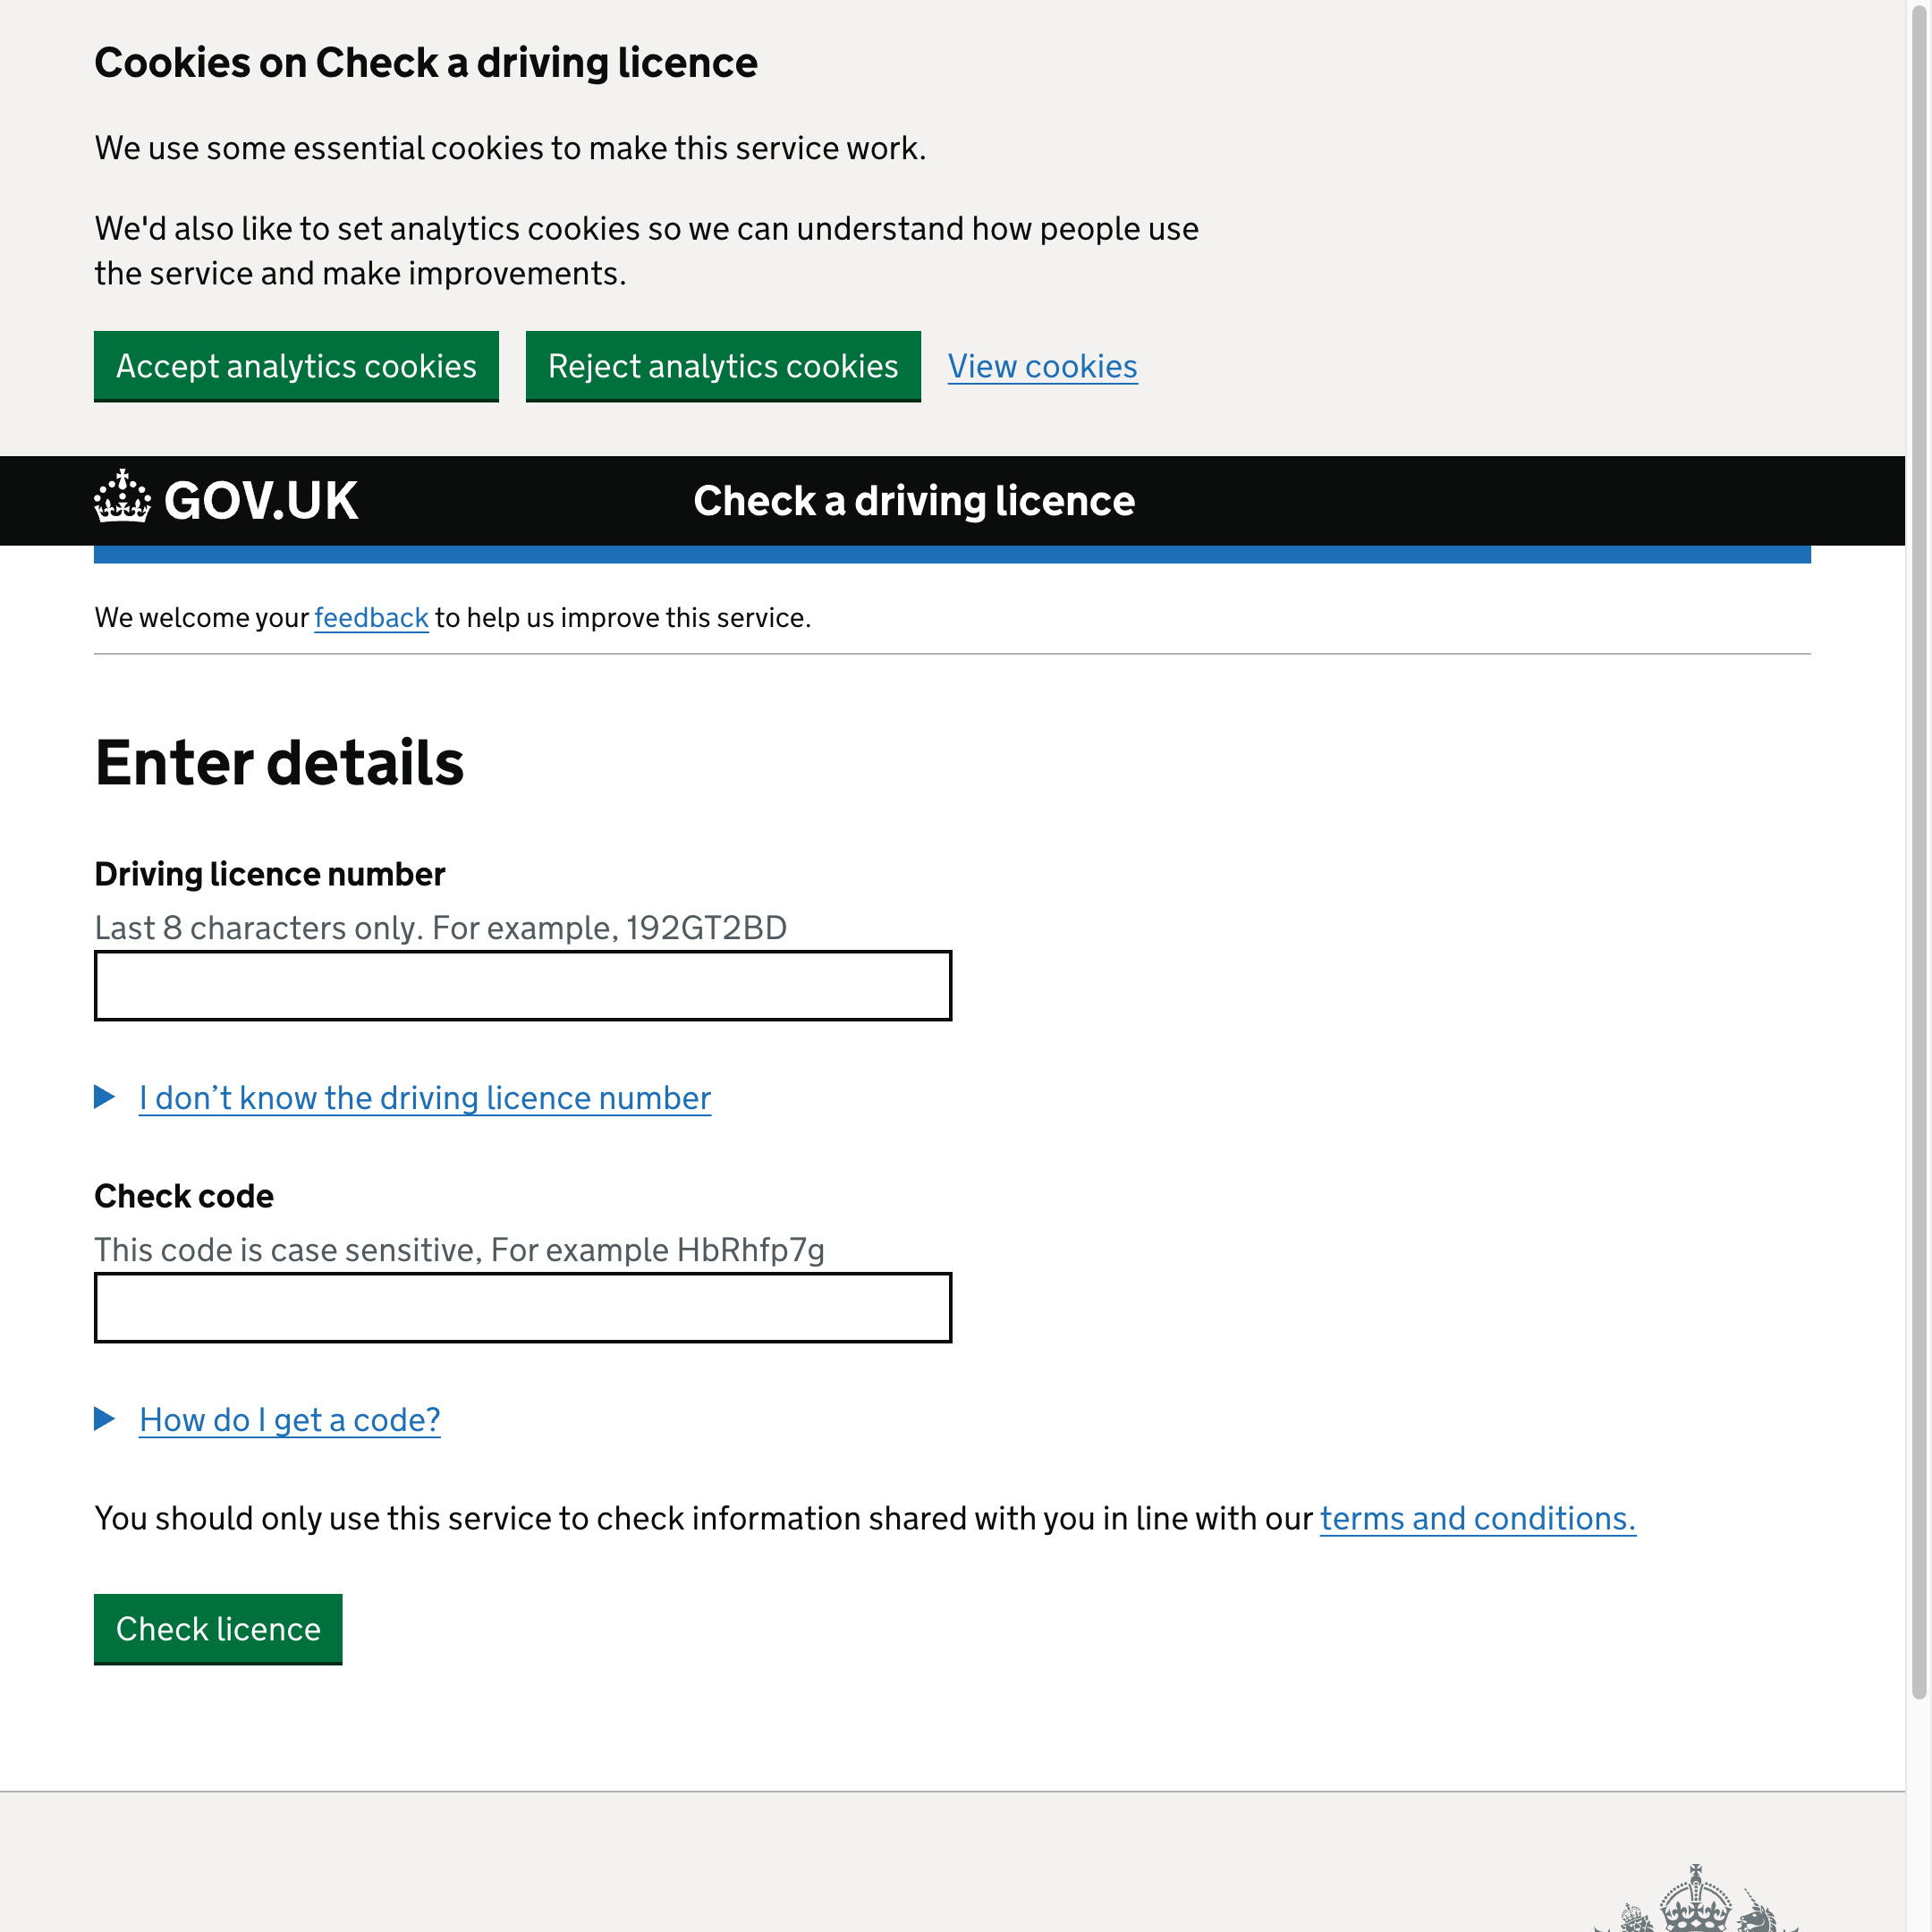 Cookies on Check a driving licence
We use some essential cookies to make this service work.
We'd also like to set analytics cookies so we can understand how people use
the service and make improvements.
Accept analytics cookies
Reject analytics cookies
View cookies
GOV.UK
Check a driving licence
We welcome your feedback to help us improve this service.
Enter details
Driving licence number
Last 8 characters only. For example, 192GT2BD
I don’t know the driving licence number
Check code
This code is case sensitive, For example HbRhfp7g
How do I get a code?
You should only use this service to check information shared with you in line with our terms and conditions.
Check licence